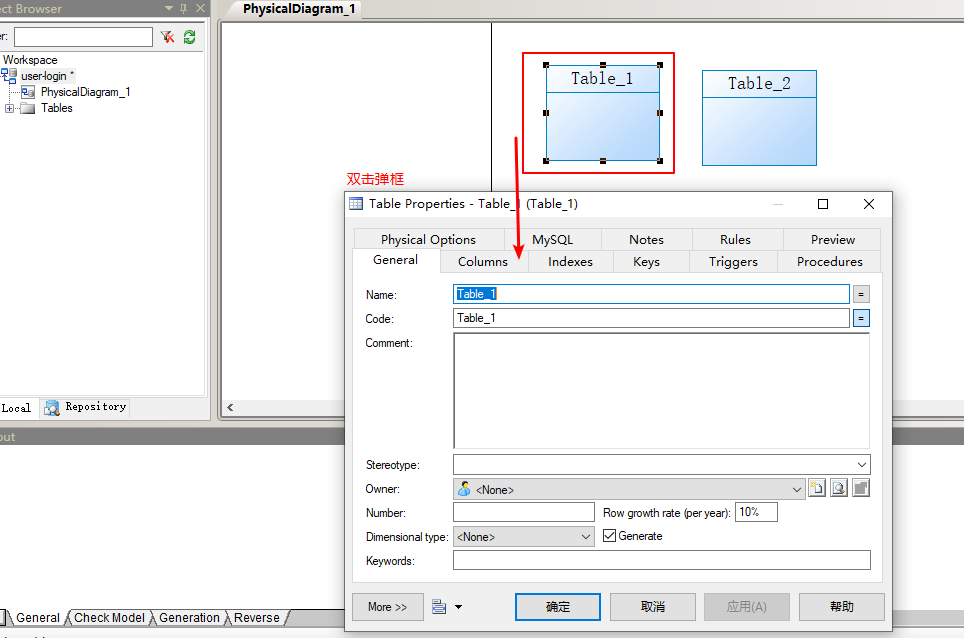 ect Browser
PhysicalDiagram_1
er:
Workspace
user-login *
PhysicalDiagram_1
Tables
Table_1
Table_2
双击弹框
Table Properties - Table_1 (Table_1)
Physical Options MySQL Notes Rules Preview
General Columns Indexes Keys Triggers Procedures
Name: Table_1 =
Code: Table_1 =
Comment:
Local Repository
put
Stereotype:
Owner: <None>
Number: Row growth rate (per year): 10%
Dimensional type: <None> Generate
Keywords:
More >> 确定 取消 应用(A) 帮助
General Check Model Generation Reverse